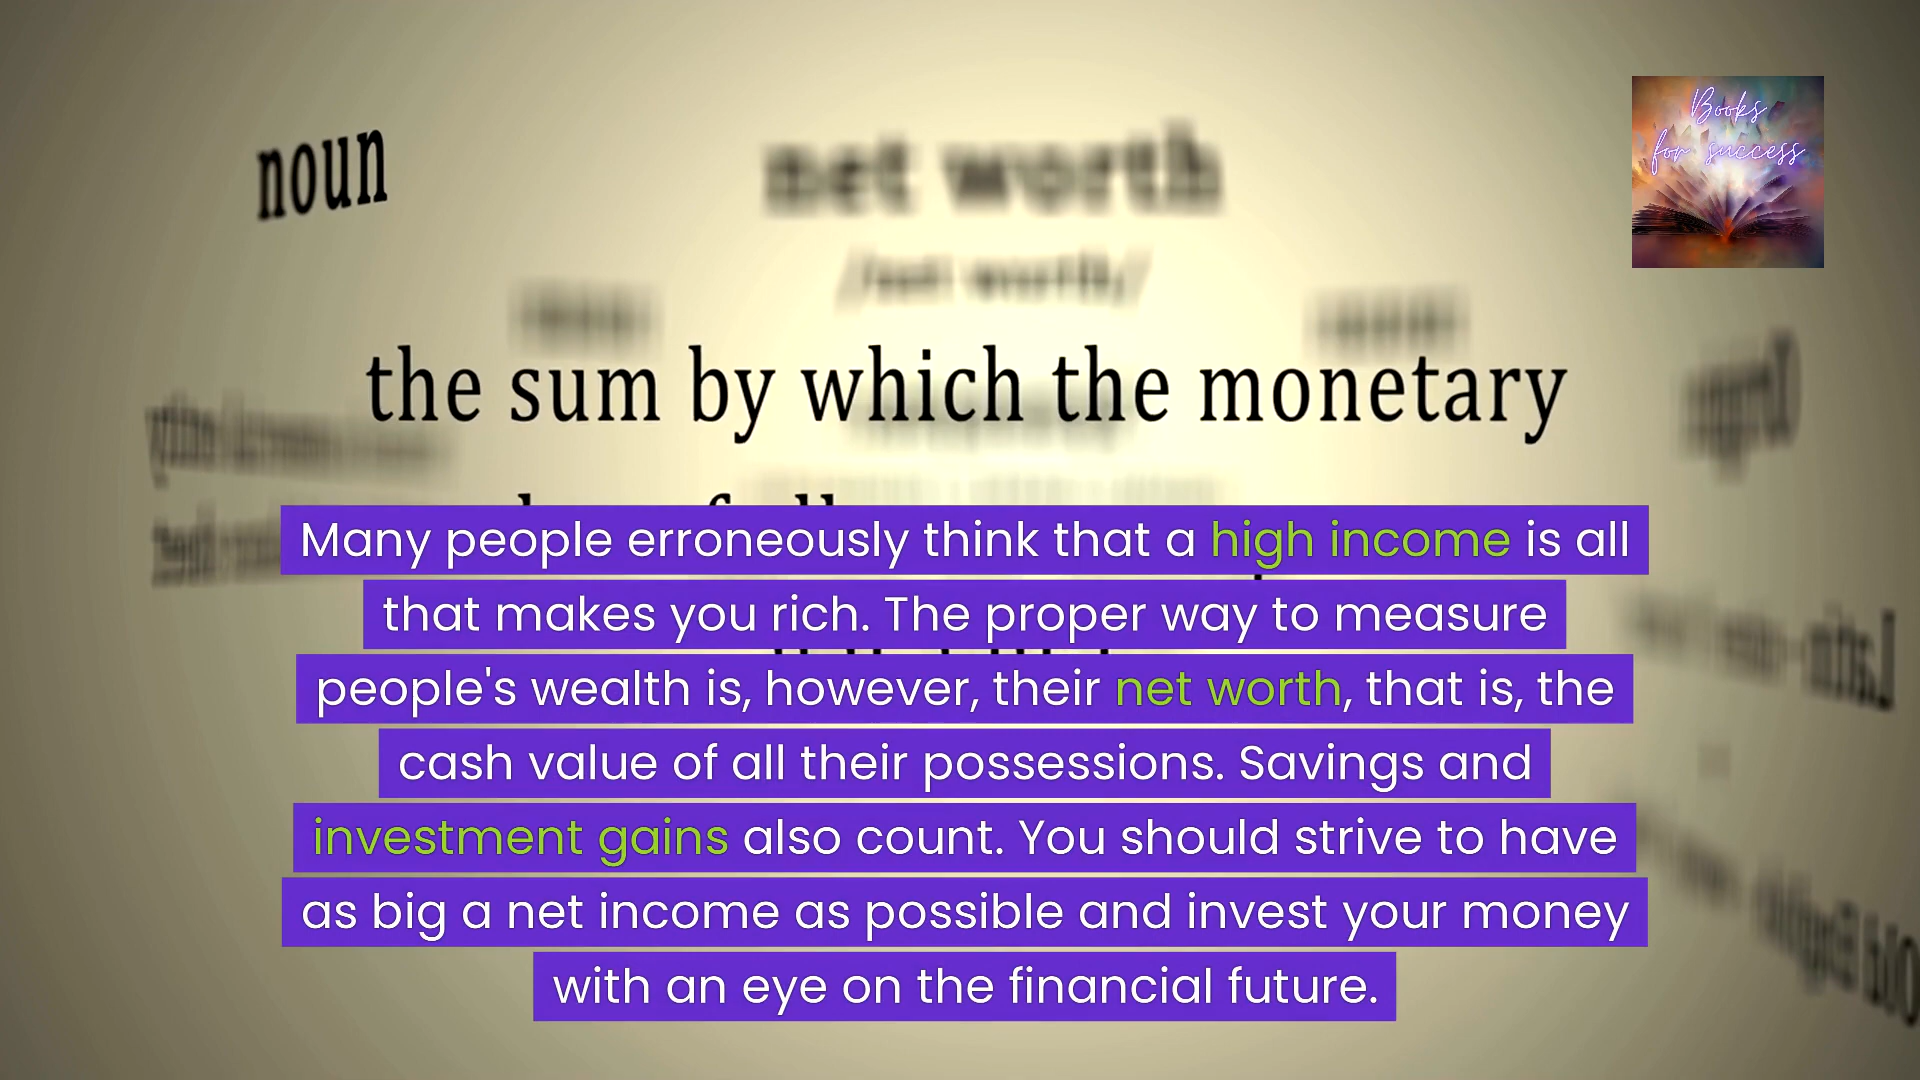 noun
net worth
the sum by which the monetary
Books
for success
Many people erroneously think that a high income is all
that makes you rich. The proper way to measure
people's wealth is, however, their net worth, that is, the
cash value of all their possessions. Savings and
investment gains also count. You should strive to have
as big a net income as possible and invest your money
with an eye on the financial future.